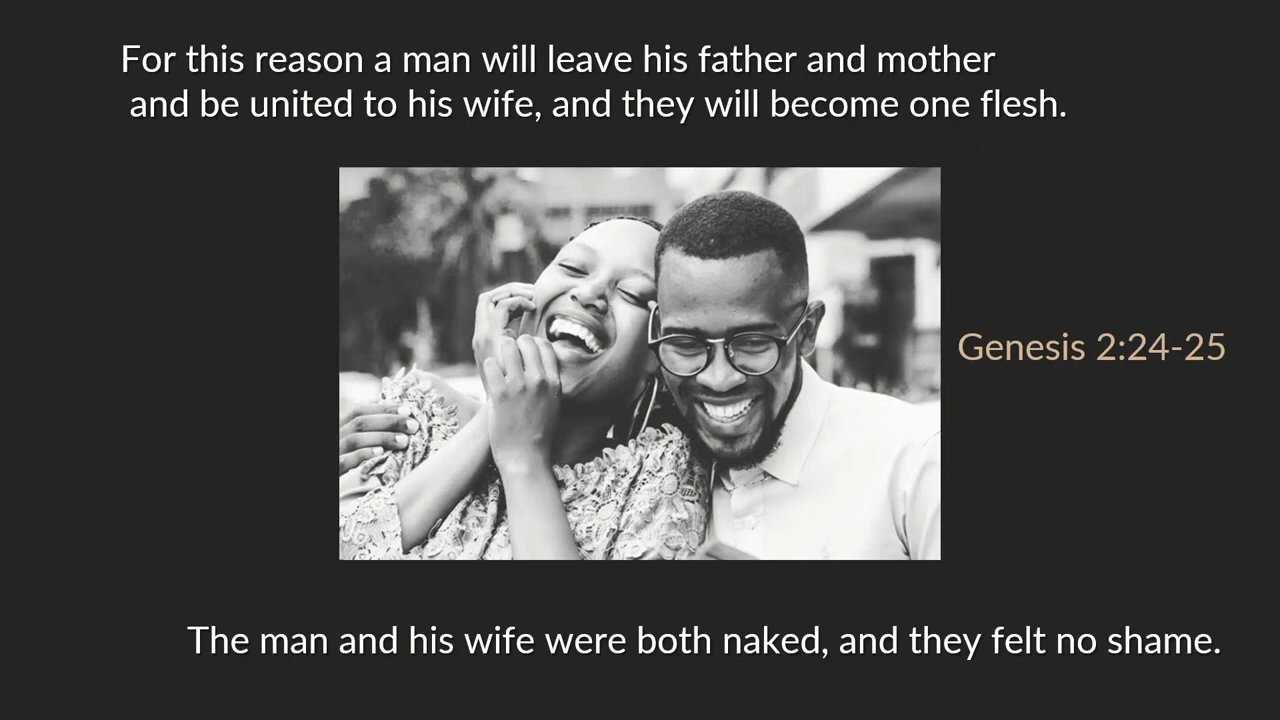 For this reason a man will leave his father and mother
and be united to his wife, and they will become one flesh.
Genesis 2:24-25
The man and his wife were both naked, and they felt no shame.